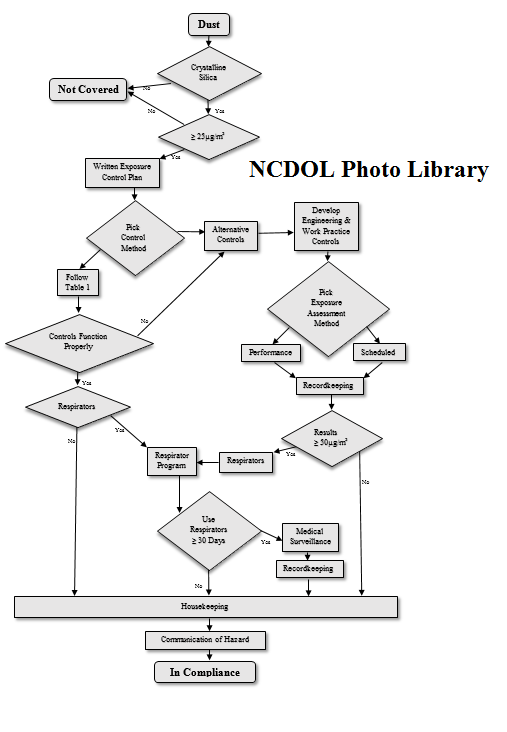 Dust
Crystalline
Silica
Not Covered
No
Yes
No
≥ 25µg/m³
Yes
Written Exposure
Control Plan
NCDOL Photo Library
Pick
Control
Method
Alternative
Controls
Develop
Engineering &
Work Practice
Controls
Follow
Table 1
Pick
Exposure
Assessment
Method
No
Controls Function
Properly
Performance
Scheduled
Yes
Recordkeeping
Respirators
Yes
No
Results
≥ 50µg/m³
Yes
No
Respirator
Program
Respirators
Use
Respirators
≥ 30 Days
Yes
Medical
Surveillance
Recordkeeping
No
Housekeeping
Communication of Hazard
In Compliance